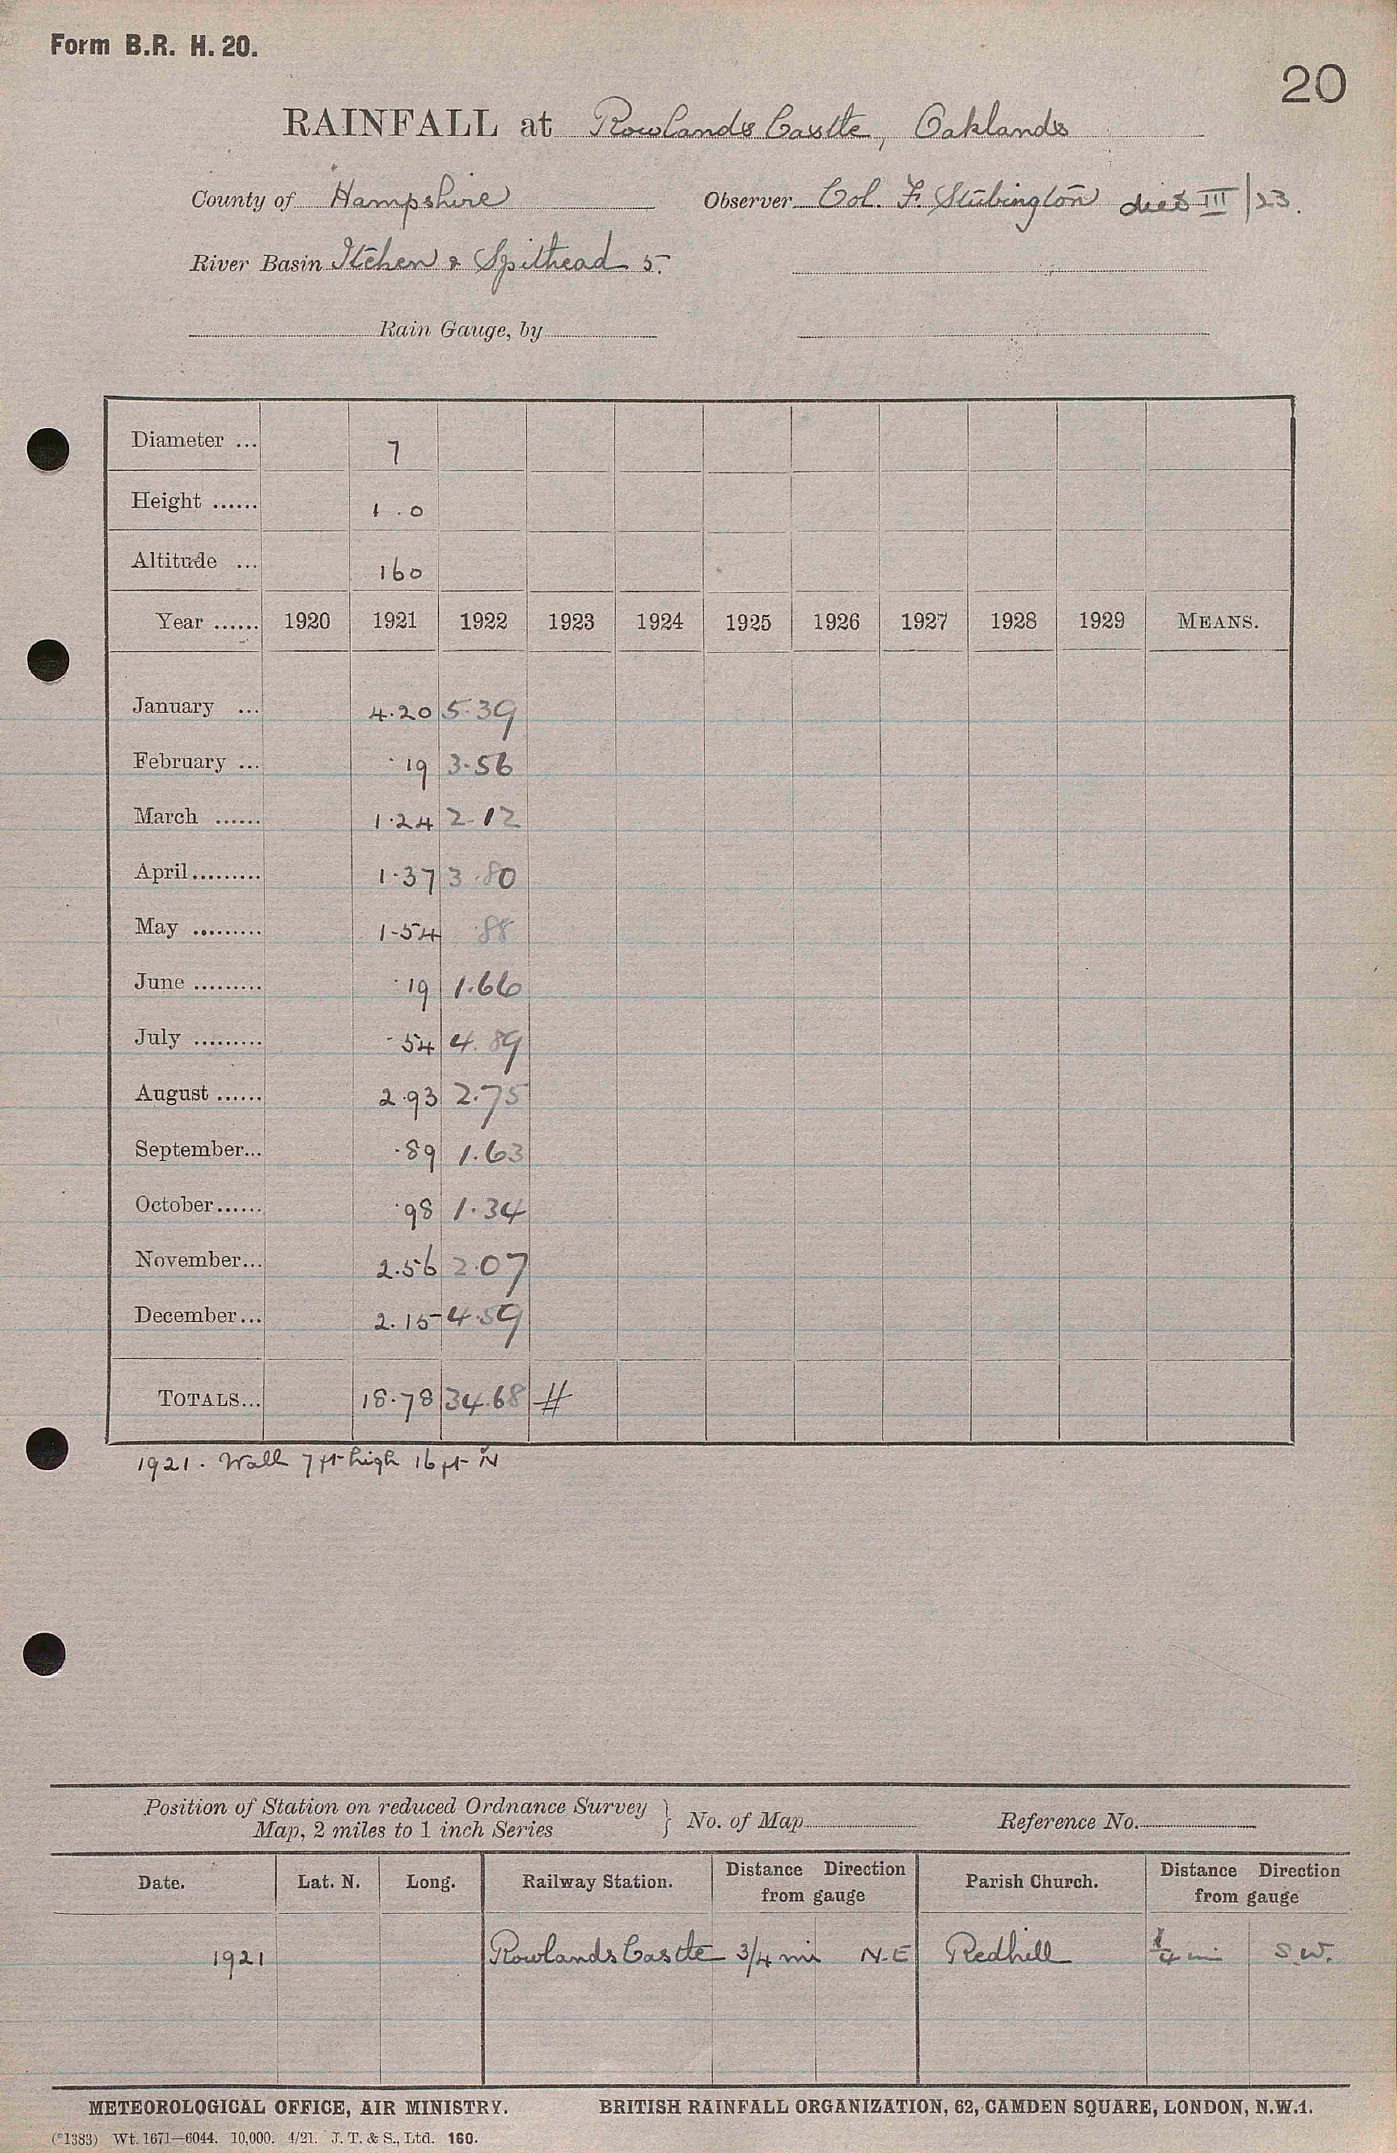 Form B.R. H. 20.
20
RAINFALL at Rowlands Castle, Oaklands
County of Hampshire Observer Col. F. Stubington died III/23.
River Basin Itchen & Spithead 5.
Rain Gauge, by
Diameter ... 7
Height ...... 1.0
Altitude ... 160
Year ...... 1920 1921 1922 1923 1924 1925 1926 1927 1928 1929 MEANS.
January ... 4.20 5.39
February ... .19 3.56
March ...... 1.24 2.12
April......... 1.37 3.80
May ......... 1.54 .88
June ......... .19 1.66
July ......... .54 4.89
August ...... 2.93 2.75
September... .89 1.63
October...... .98 1.34
November... 2.56 2.07
December... 2.15 4.59
TOTALS... 18.78 34.68 #
1921. Wall 7 ft high 16 ft N
Position of Station on reduced Ordnance Survey
Map, 2 miles to 1 inch Series } No. of Map Reference No.
Date. Lat. N. Long. Railway Station. Distance Direction from gauge Parish Church. Distance Direction from gauge
1921 Rowlands Castle 3/4 mi N.E Redhill 1/4 mi S.W.
METEOROLOGICAL OFFICE, AIR MINISTRY. BRITISH RAINFALL ORGANIZATION, 62, CAMDEN SQUARE, LONDON, N.W.1.
(*1383) Wt. 1671—6044. 10,000. 4/21. J. T. & S., Ltd. 160.